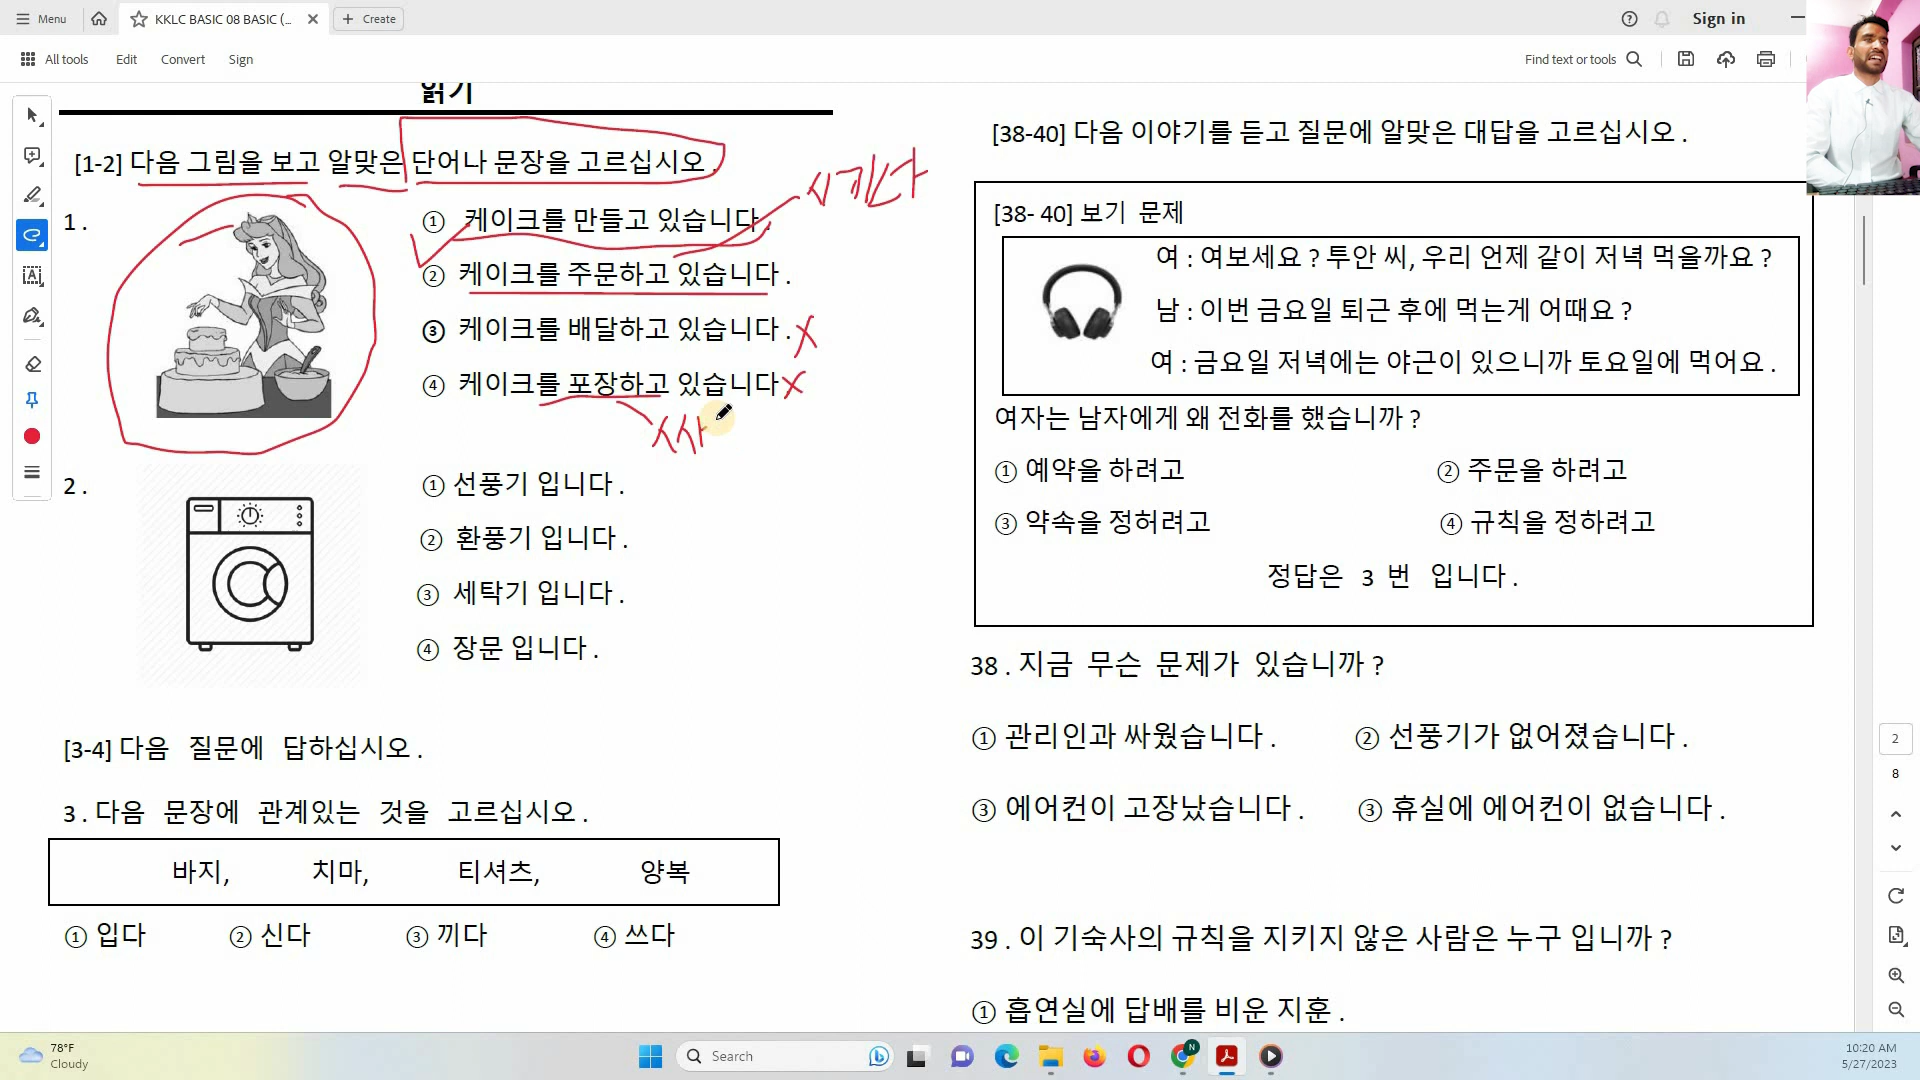 Menu
KKLC BASIC 08 BASIC (...
Create
Sign in
All tools
Edit
Convert
Sign
Find text or tools
읽기
[1-2] 다음 그림을 보고 알맞은 단어나 문장을 고르십시오 .
시키다
1 .
① 케이크를 만들고 있습니다 .
② 케이크를 주문하고 있습니다 .
③ 케이크를 배달하고 있습니다 .
④ 케이크를 포장하고 있습니다
2 .
① 선풍기 입니다 .
② 환풍기 입니다 .
③ 세탁기 입니다 .
④ 장문 입니다 .
[3-4] 다음 질문에 답하십시오 .
3 . 다음 문장에 관계있는 것을 고르십시오 .
바지, 치마, 티셔츠, 양복
① 입다 ② 신다 ③ 끼다 ④ 쓰다
[38-40] 다음 이야기를 듣고 질문에 알맞은 대답을 고르십시오 .
[38- 40] 보기 문제
여 : 여보세요 ? 투안 씨, 우리 언제 같이 저녁 먹을까요 ?
남 : 이번 금요일 퇴근 후에 먹는게 어때요 ?
여 : 금요일 저녁에는 야근이 있으니까 토요일에 먹어요 .
여자는 남자에게 왜 전화를 했습니까 ?
① 예약을 하려고 ② 주문을 하려고
③ 약속을 정허려고 ④ 규칙을 정하려고
정답은 3 번 입니다 .
38 . 지금 무슨 문제가 있습니까 ?
① 관리인과 싸웠습니다 . ② 선풍기가 없어졌습니다 .
③ 에어컨이 고장났습니다 . ③ 휴실에 에어컨이 없습니다 .
39 . 이 기숙사의 규칙을 지키지 않은 사람은 누구 입니까 ?
① 흡연실에 답배를 비운 지훈 .
2
8
78°F
Cloudy
Search
N
10:20 AM
5/27/2023